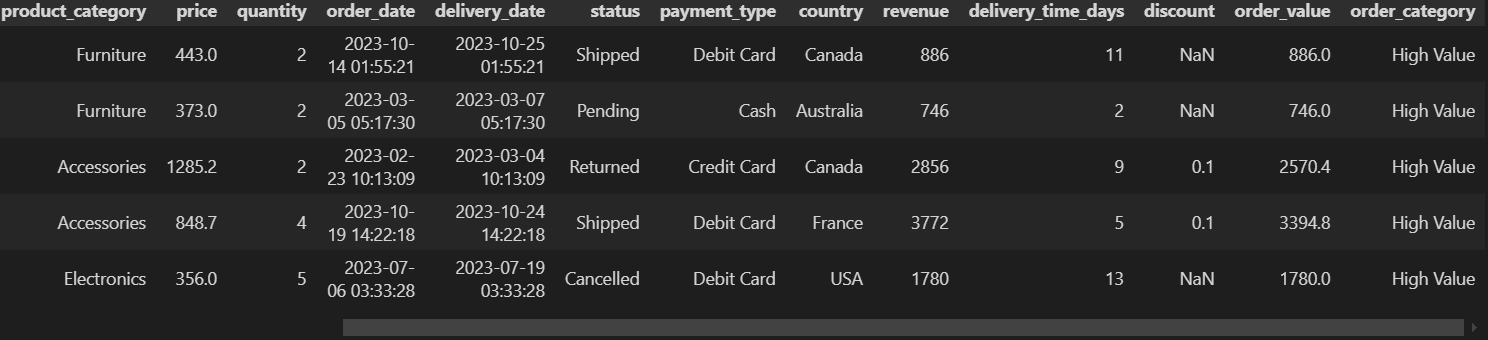 product_category price quantity order_date delivery_date status payment_type country revenue delivery_time_days discount order_value order_category
Furniture 443.0 2 2023-10-14 01:55:21 2023-10-25 01:55:21 Shipped Debit Card Canada 886 11 NaN 886.0 High Value
Furniture 373.0 2 2023-03-05 05:17:30 2023-03-07 05:17:30 Pending Cash Australia 746 2 NaN 746.0 High Value
Accessories 1285.2 2 2023-02-23 10:13:09 2023-03-04 10:13:09 Returned Credit Card Canada 2856 9 0.1 2570.4 High Value
Accessories 848.7 4 2023-10-19 14:22:18 2023-10-24 14:22:18 Shipped Debit Card France 3772 5 0.1 3394.8 High Value
Electronics 356.0 5 2023-07-06 03:33:28 2023-07-19 03:33:28 Cancelled Debit Card USA 1780 13 NaN 1780.0 High Value